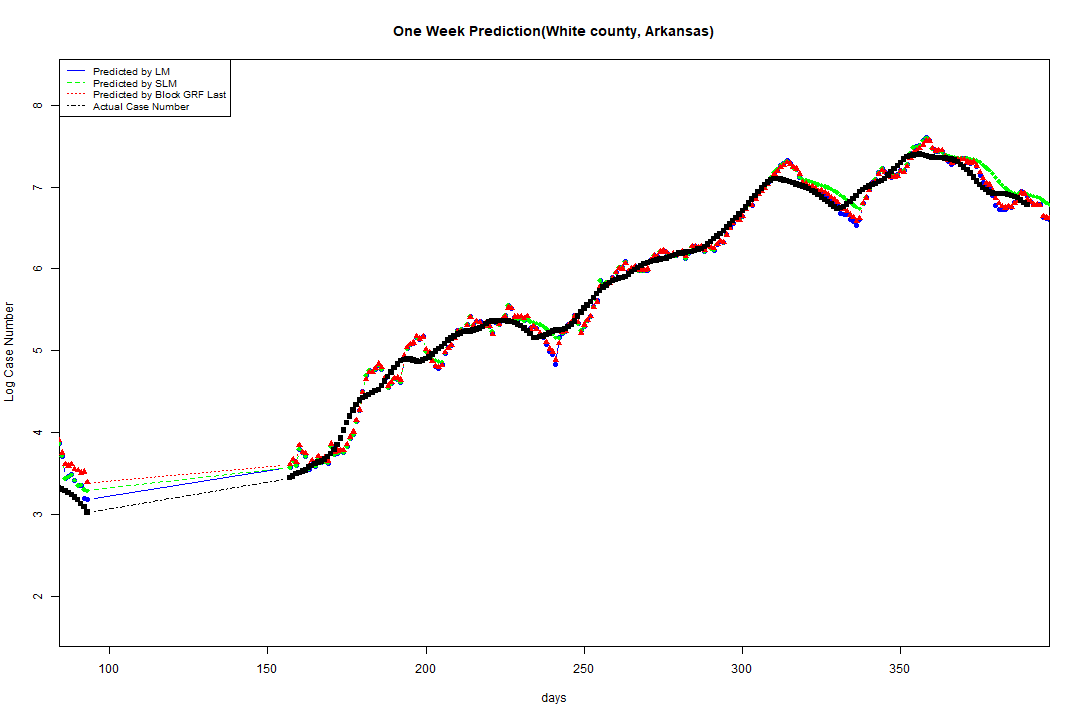 One Week Prediction(White county, Arkansas)
Predicted by LM
Predicted by SLM
Predicted by Block GRF Last
Actual Case Number
8
7
6
5
4
3
2
Log Case Number
100 150 200 250 300 350
days